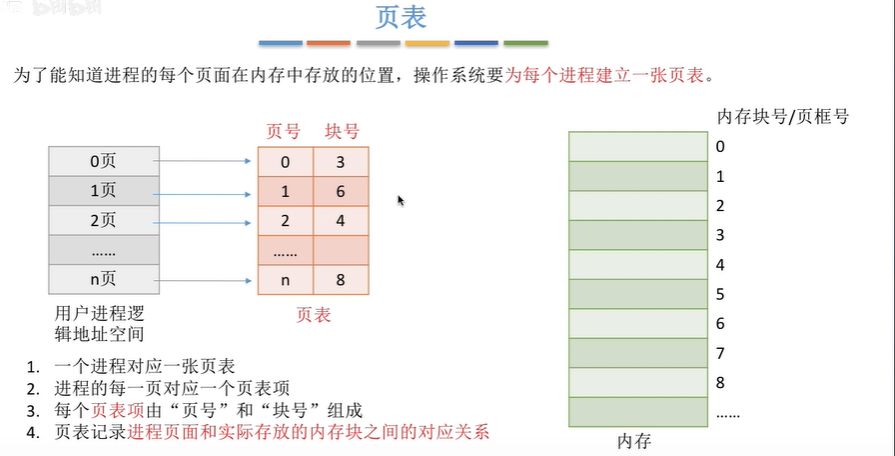 bilibili
页表
为了能知道进程的每个页面在内存中存放的位置，操作系统要为每个进程建立一张页表。
内存块号/页框号
页号 块号
0页
1页
2页
……
n页
0 3
1 6
2 4
……
n 8
0
1
2
3
4
5
6
7
8
……
用户进程逻
辑地址空间
页表
内存
1. 一个进程对应一张页表
2. 进程的每一页对应一个页表项
3. 每个页表项由“页号”和“块号”组成
4. 页表记录进程页面和实际存放的内存块之间的对应关系